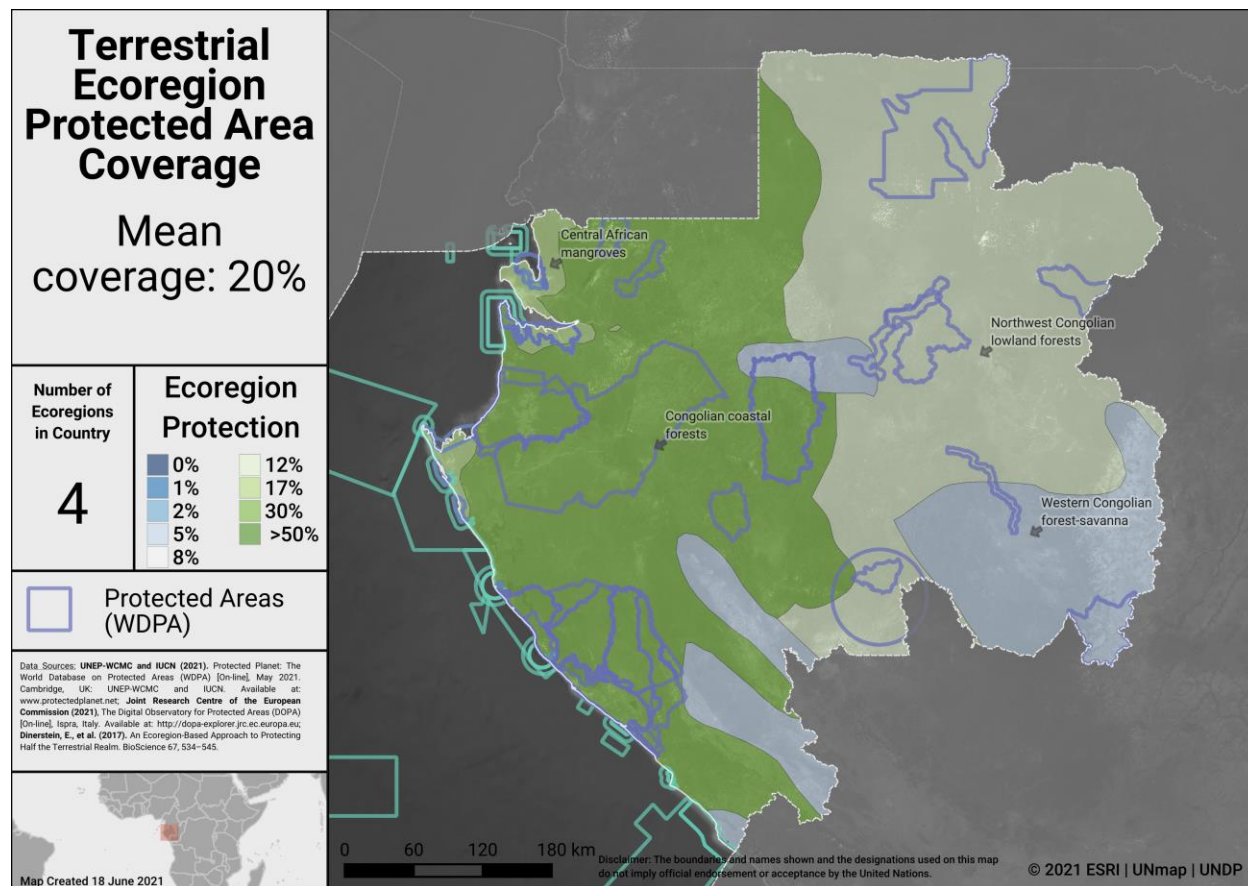 Terrestrial
Ecoregion
Protected Area
Coverage
Mean
coverage: 20%
Number of
Ecoregions
in Country
4
Ecoregion
Protection
0%
1%
2%
5%
8%
12%
17%
30%
>50%
Protected Areas
(WDPA)
Data Sources: UNEP-WCMC and IUCN (2021). Protected Planet: The
World Database on Protected Areas (WDPA) [On-line], May 2021.
Cambridge, UK: UNEP-WCMC and IUCN. Available at:
www.protectedplanet.net; Joint Research Centre of the European
Commission (2021), The Digital Observatory for Protected Areas (DOPA)
[On-line], Ispra, Italy. Available at: http://dopa-explorer.jrc.ec.europa.eu;
Dinerstein, E., et al. (2017). An Ecoregion-Based Approach to Protecting
Half the Terrestrial Realm. BioScience 67, 534–545.
Map Created 18 June 2021
Central African
mangroves
Northwest Congolian
lowland forests
Congolian coastal
forests
Western Congolian
forest-savanna
0 60 120 180 km
Disclaimer: The boundaries and names shown and the designations used on this map
do not imply official endorsement or acceptance by the United Nations.
© 2021 ESRI | UNmap | UNDP